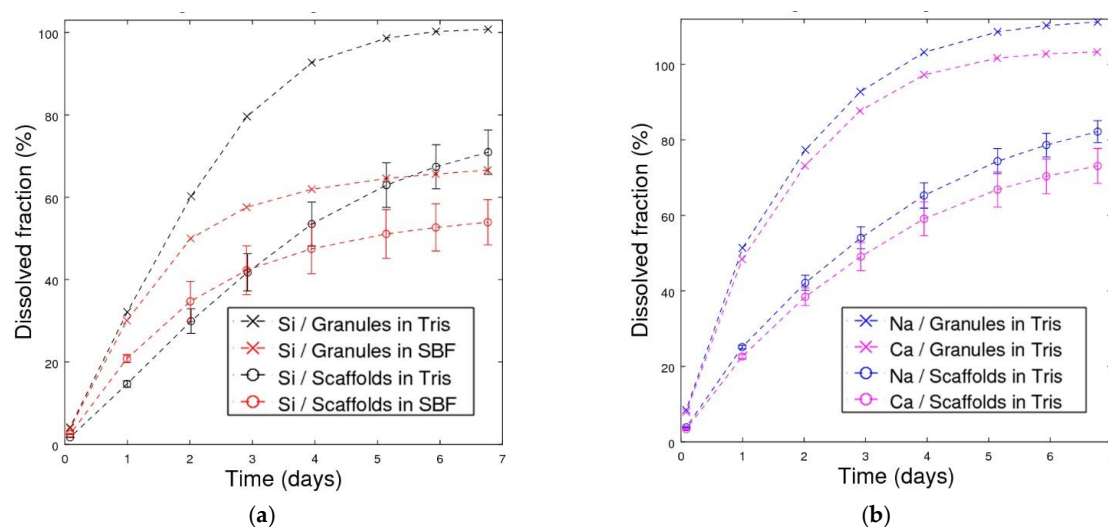 100
80
60
40
20
0
Dissolved fraction (%)
Si / Granules in Tris
Si / Granules in SBF
Si / Scaffolds in Tris
Si / Scaffolds in SBF
0 1 2 3 4 5 6 7
Time (days)
(a)
100
80
60
40
20
0
Dissolved fraction (%)
Na / Granules in Tris
Ca / Granules in Tris
Na / Scaffolds in Tris
Ca / Scaffolds in Tris
0 1 2 3 4 5 6
Time (days)
(b)